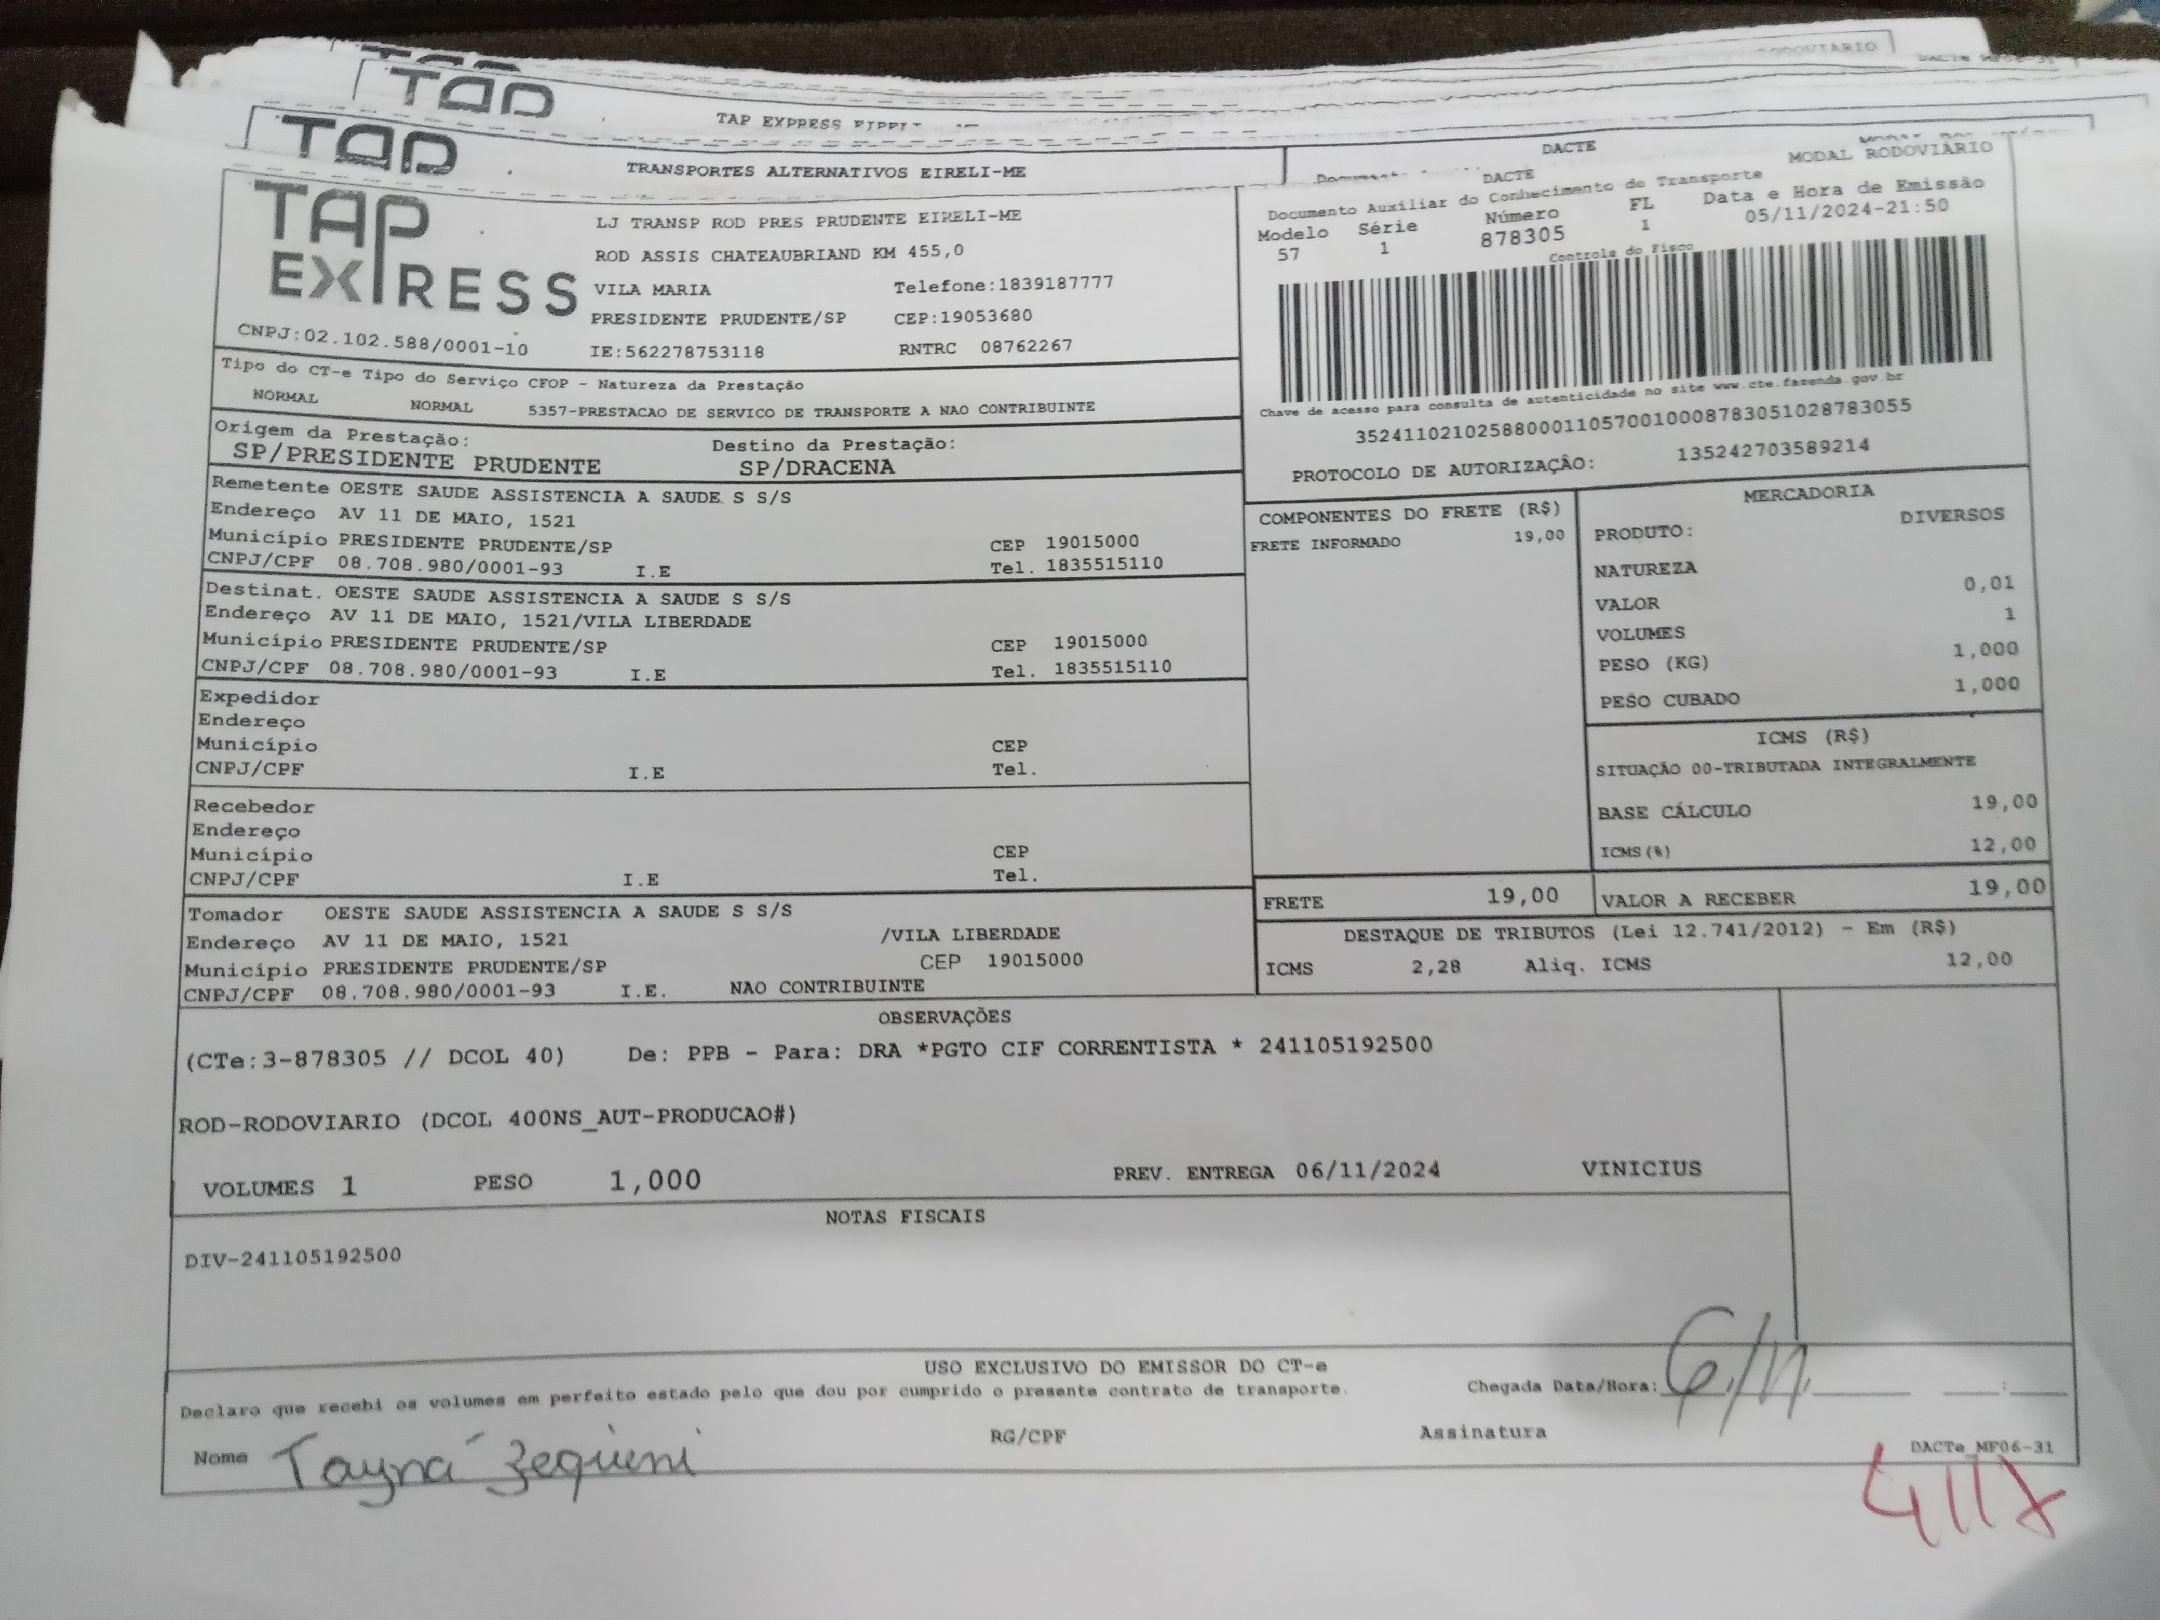 TAP
RODOVIÁRIO
TAP EXPRESS
TAP
TRANSPORTES ALTERNATIVOS EIRELI-ME
DACTE
TAP EXPRESS
LJ TRANSP ROD PRES PRUDENTE EIRELI-ME
ROD ASSIS CHATEAUBRIAND KM 455,0
VILA MARIA Telefone:1839187777
PRESIDENTE PRUDENTE/SP CEP:19053680
CNPJ:02.102.588/0001-10 IE:562278753118 RNTRC 08762267
DACTE MODAL RODOVIÁRIO
Documento Auxiliar do Conhecimento de Transporte
Modelo Série Número FL Data e Hora de Emissão
57 1 878305 1 05/11/2024-21:50
Controle do Fisco
Chave de acesso para consulta de autenticidade no site www.cte.fazenda.gov.br
35241102102588000110570010008783051028783055
PROTOCOLO DE AUTORIZAÇÃO: 135242703589214
Tipo do CT-e Tipo do Serviço CFOP - Natureza da Prestação
NORMAL NORMAL 5357-PRESTACAO DE SERVICO DE TRANSPORTE A NAO CONTRIBUINTE
Origem da Prestação: Destino da Prestação:
SP/PRESIDENTE PRUDENTE SP/DRACENA
Remetente OESTE SAUDE ASSISTENCIA A SAUDE S S/S
Endereço AV 11 DE MAIO, 1521
Município PRESIDENTE PRUDENTE/SP CEP 19015000
CNPJ/CPF 08.708.980/0001-93 I.E Tel. 1835515110
Destinat. OESTE SAUDE ASSISTENCIA A SAUDE S S/S
Endereço AV 11 DE MAIO, 1521/VILA LIBERDADE
Município PRESIDENTE PRUDENTE/SP CEP 19015000
CNPJ/CPF 08.708.980/0001-93 I.E Tel. 1835515110
Expedidor
Endereço
Município CEP
CNPJ/CPF I.E Tel.
Recebedor
Endereço
Município CEP
CNPJ/CPF I.E Tel.
Tomador OESTE SAUDE ASSISTENCIA A SAUDE S S/S
Endereço AV 11 DE MAIO, 1521 /VILA LIBERDADE
Município PRESIDENTE PRUDENTE/SP CEP 19015000
CNPJ/CPF 08.708.980/0001-93 I.E. NAO CONTRIBUINTE
COMPONENTES DO FRETE (R$)
FRETE INFORMADO 19,00
MERCADORIA
PRODUTO: DIVERSOS
NATUREZA
VALOR 0,01
VOLUMES 1
PESO (KG) 1,000
PESO CUBADO 1,000
ICMS (R$)
SITUAÇÃO 00-TRIBUTADA INTEGRALMENTE
BASE CÁLCULO 19,00
ICMS(%) 12,00
FRETE 19,00 VALOR A RECEBER 19,00
DESTAQUE DE TRIBUTOS (Lei 12.741/2012) - Em (R$)
ICMS 2,28 Aliq. ICMS 12,00
OBSERVAÇÕES
(CTe:3-878305 // DCOL 40) De: PPB - Para: DRA *PGTO CIF CORRENTISTA * 241105192500
ROD-RODOVIARIO (DCOL 400NS_AUT-PRODUCAO#)
VOLUMES 1 PESO 1,000 PREV. ENTREGA 06/11/2024 VINICIUS
NOTAS FISCAIS
DIV-241105192500
USO EXCLUSIVO DO EMISSOR DO CT-e
Declaro que recebi os volumes em perfeito estado pelo que dou por cumprido o presente contrato de transporte. Chegada Data/Hora: 6/11
Nome Tayná Zequini RG/CPF Assinatura
DACTe_MF06-31